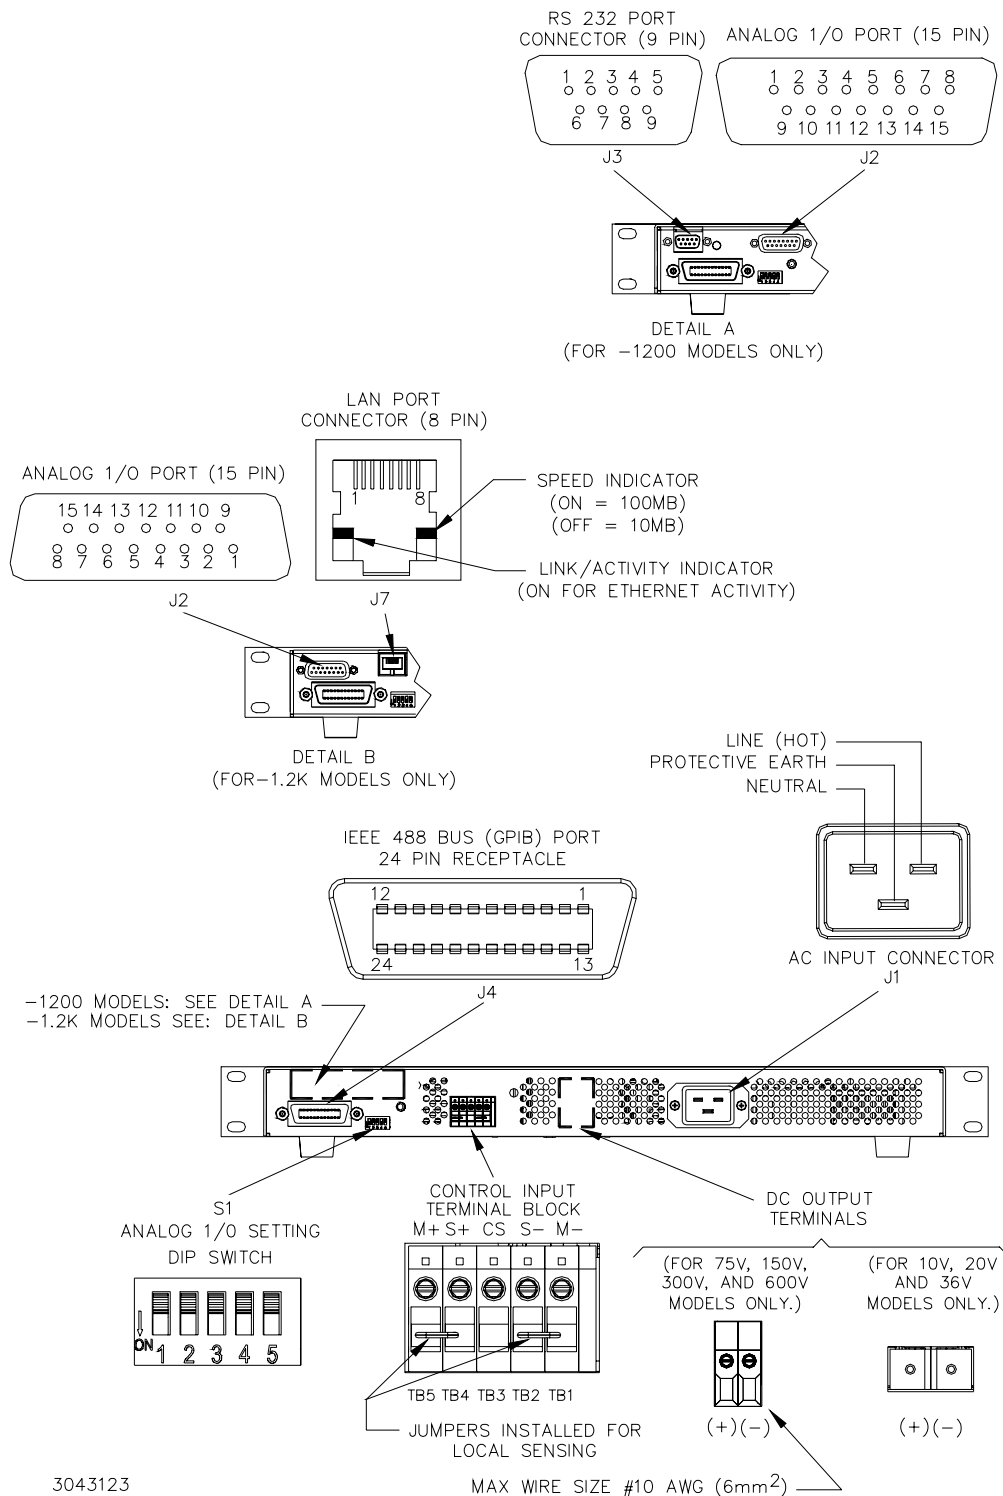 RS 232 PORT
CONNECTOR (9 PIN)
1 2 3 4 5
6 7 8 9
J3
ANALOG 1/O PORT (15 PIN)
1 2 3 4 5 6 7 8
9 10 11 12 13 14 15
J2
DETAIL A
(FOR -1200 MODELS ONLY)
LAN PORT
CONNECTOR (8 PIN)
1 8
SPEED INDICATOR
(ON = 100MB)
(OFF = 10MB)
LINK/ACTIVITY INDICATOR
(ON FOR ETHERNET ACTIVITY)
J7
ANALOG 1/O PORT (15 PIN)
15 14 13 12 11 10 9
8 7 6 5 4 3 2 1
J2
DETAIL B
(FOR-1.2K MODELS ONLY)
LINE (HOT)
PROTECTIVE EARTH
NEUTRAL
AC INPUT CONNECTOR
J1
IEEE 488 BUS (GPIB) PORT
24 PIN RECEPTACLE
12 1
24 13
J4
-1200 MODELS: SEE DETAIL A
-1.2K MODELS SEE: DETAIL B
S1
ANALOG 1/0 SETTING
DIP SWITCH
ON
1 2 3 4 5
CONTROL INPUT
TERMINAL BLOCK
M+ S+ CS S- M-
TB5 TB4 TB3 TB2 TB1
JUMPERS INSTALLED FOR
LOCAL SENSING
DC OUTPUT
TERMINALS
(FOR 75V, 150V,
300V, AND 600V
MODELS ONLY.)
(+)(-)
(FOR 10V, 20V
AND 36V
MODELS ONLY.)
(+)(-)
MAX WIRE SIZE #10 AWG (6mm²)
3043123